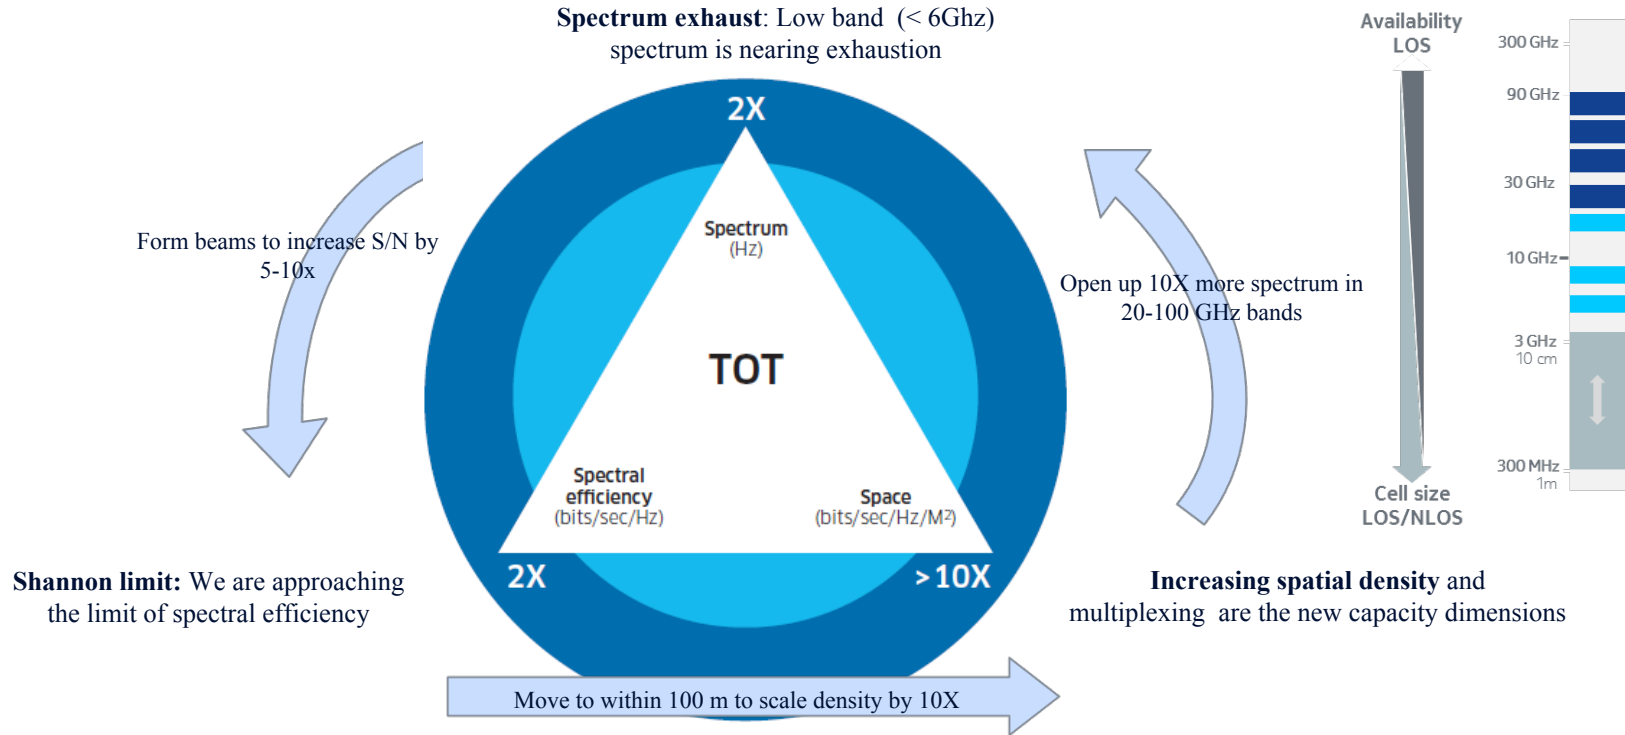 Spectrum exhaust: Low band (< 6Ghz)
spectrum is nearing exhaustion
2X
Spectrum
(Hz)
TOT
Spectral
efficiency
(bits/sec/Hz)
Space
(bits/sec/Hz/M²)
2X
>10X
Form beams to increase S/N by
5-10x
Open up 10X more spectrum in
20-100 GHz bands
Shannon limit: We are approaching
the limit of spectral efficiency
Increasing spatial density and
multiplexing are the new capacity dimensions
Move to within 100 m to scale density by 10X
Availability
LOS
Cell size
LOS/NLOS
300 GHz
90 GHz
30 GHz
10 GHz
3 GHz
10 cm
300 MHz
1m